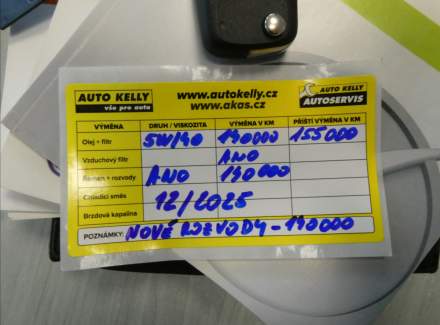 AUTO KELLY
vše pro auta
www.autokelly.cz
www.akas.cz
AUTO KELLY
AUTOSERVIS
VÝMĚNA DRUH / VISKOZITA VÝMĚNA V KM PŘÍŠTÍ VÝMĚNA V KM
Olej + filtr 5W/40 140000 155000
Vzduchový filtr ANO
Řemen + rozvody ANO 140000
Chladicí směs 12/2025
Brzdová kapalina
POZNÁMKY: NOVÉ ROZVODY - 140000